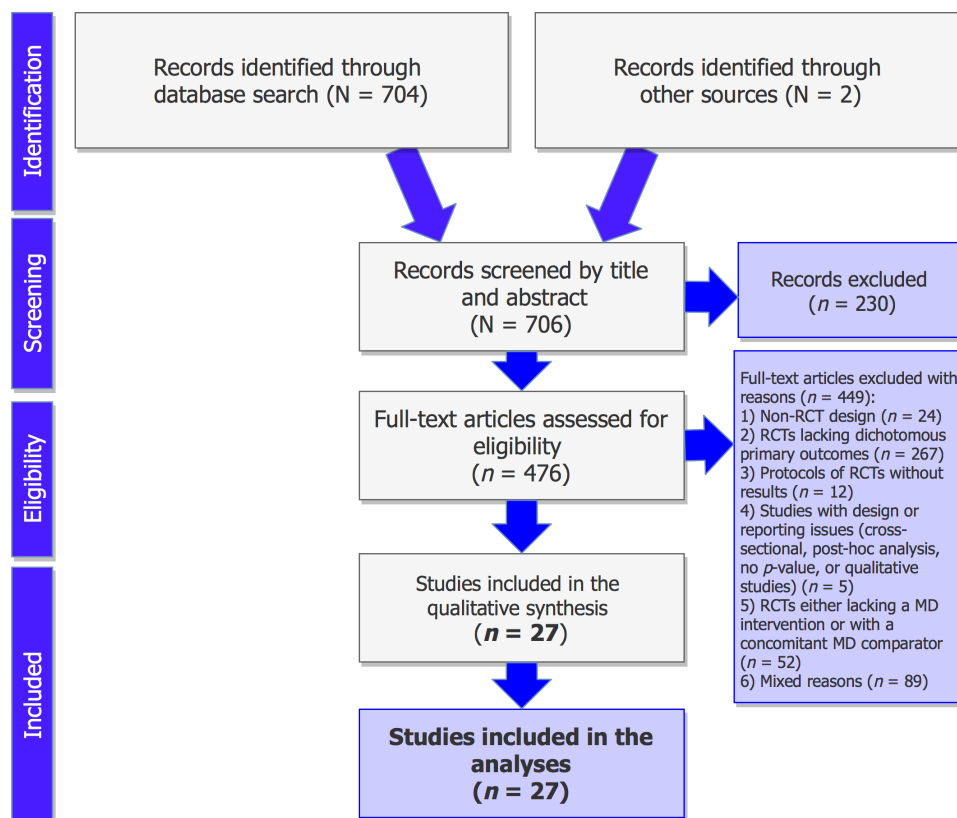 Identification
Records identified through
database search (N = 704)
Records identified through
other sources (N = 2)
Screening
Records screened by title
and abstract
(N = 706)
Records excluded
(n = 230)
Eligibility
Full-text articles assessed for
eligibility
(n = 476)
Full-text articles excluded with
reasons (n = 449):
1) Non-RCT design (n = 24)
2) RCTs lacking dichotomous
primary outcomes (n = 267)
3) Protocols of RCTs without
results (n = 12)
4) Studies with design or
reporting issues (cross-
sectional, post-hoc analysis,
no p-value, or qualitative
studies) (n = 5)
5) RCTs either lacking a MD
intervention or with a
concomitant MD comparator
(n = 52)
6) Mixed reasons (n = 89)
Included
Studies included in the
qualitative synthesis
(n = 27)
Studies included in the
analyses
(n = 27)